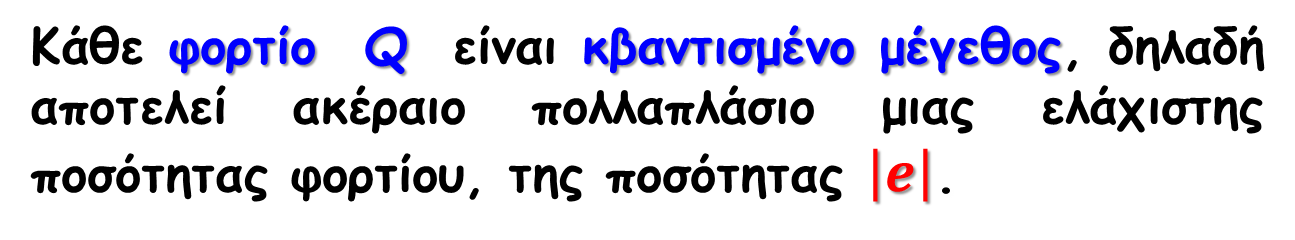 Κάθε φορτίο Q είναι κβαντισμένο μέγεθος, δηλαδή
αποτελεί ακέραιο πολλαπλάσιο μιας ελάχιστης
ποσότητας φορτίου, της ποσότητας |e|.